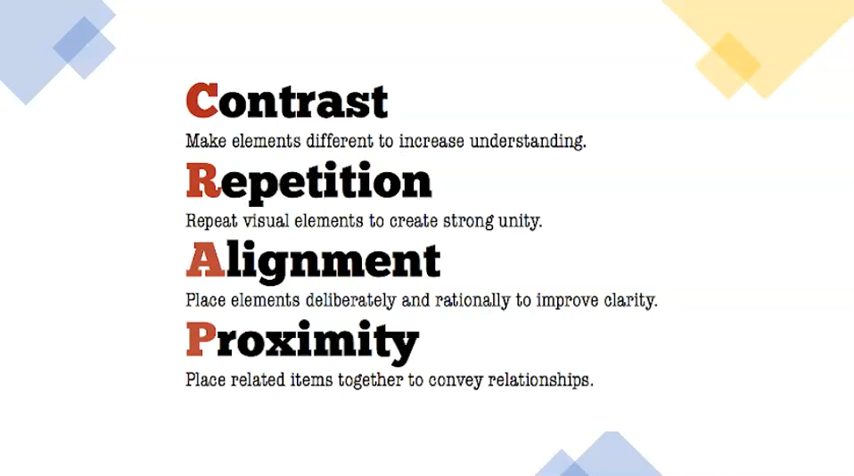 Contrast
Make elements different to increase understanding.
Repetition
Repeat visual elements to create strong unity.
Alignment
Place elements deliberately and rationally to improve clarity.
Proximity
Place related items together to convey relationships.